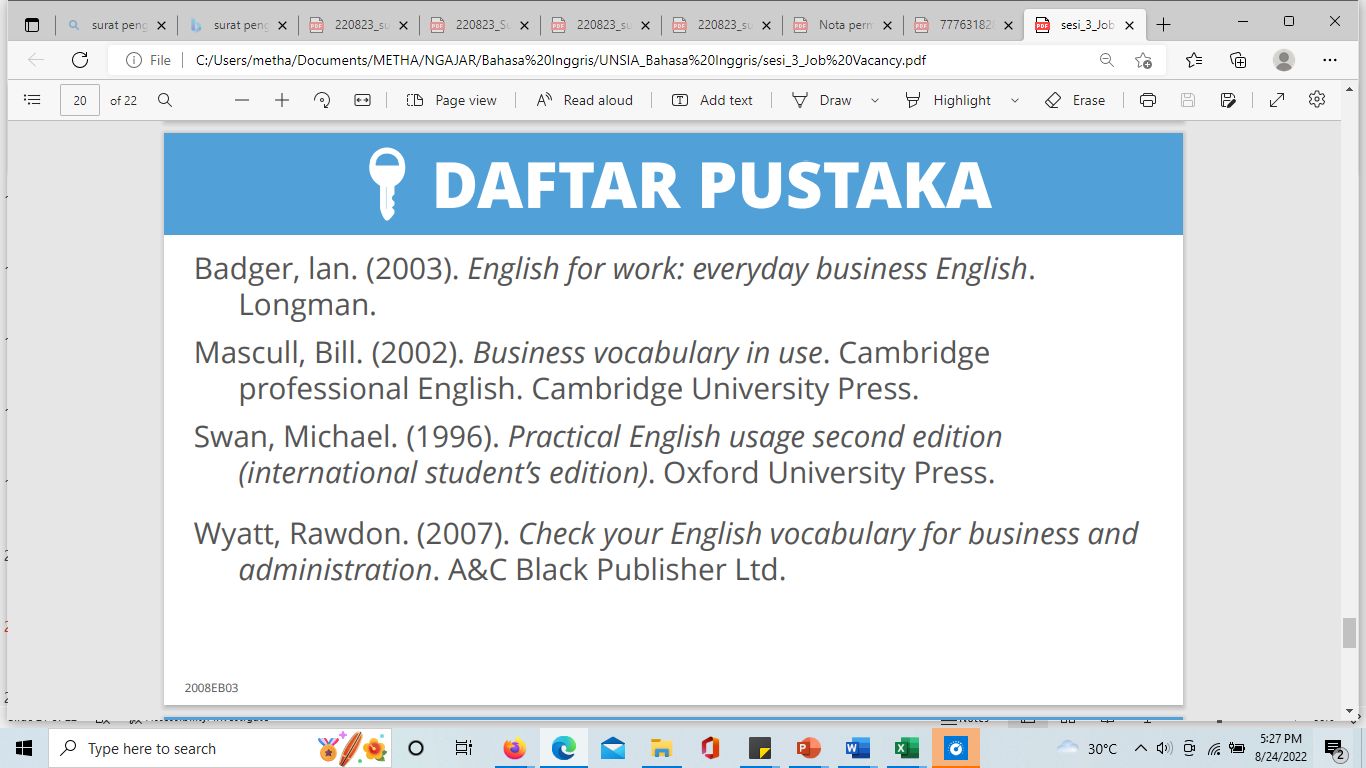 surat peng
surat peng
220823_su
220823_Su
220823_su
220823_su
Nota perm
77763182
sesi_3_Job
File
C:/Users/metha/Documents/METHA/NGAJAR/Bahasa%20Inggris/UNSIA_Bahasa%20Inggris/sesi_3_Job%20Vacancy.pdf
20 of 22
Page view
Read aloud
Add text
Draw
Highlight
Erase
DAFTAR PUSTAKA
Badger, lan. (2003). English for work: everyday business English.
Longman.
Mascull, Bill. (2002). Business vocabulary in use. Cambridge
professional English. Cambridge University Press.
Swan, Michael. (1996). Practical English usage second edition
(international student’s edition). Oxford University Press.
Wyatt, Rawdon. (2007). Check your English vocabulary for business and
administration. A&C Black Publisher Ltd.
2008EB03
Type here to search
30°C
5:27 PM
8/24/2022
2